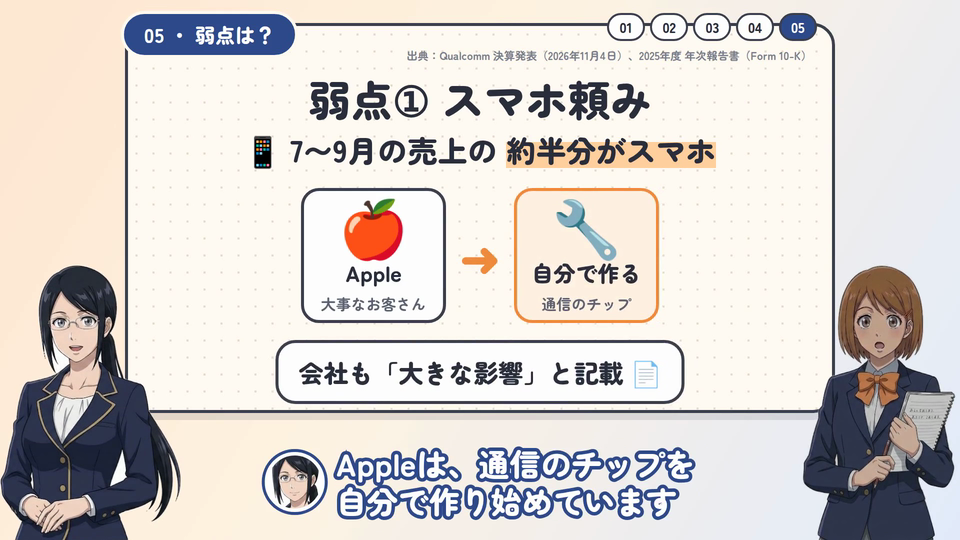 05 ・ 弱点は？
01 02 03 04 05
出典：Qualcomm 決算発表（2026年11月4日）、2025年度 年次報告書（Form 10-K）
弱点① スマホ頼み
7〜9月の売上の 約半分がスマホ
Apple
大事なお客さん
自分で作る
通信のチップ
会社も「大きな影響」と記載
Appleは、通信のチップを
自分で作り始めています